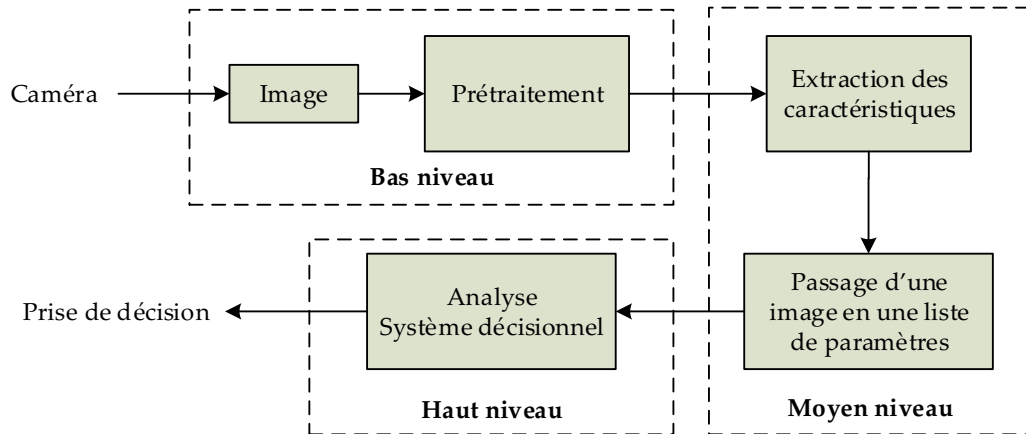 Caméra
Image
Prétraitement
Bas niveau
Extraction des
caractéristiques
Passage d’une
image en une liste
de paramètres
Moyen niveau
Analyse
Système décisionnel
Haut niveau
Prise de décision